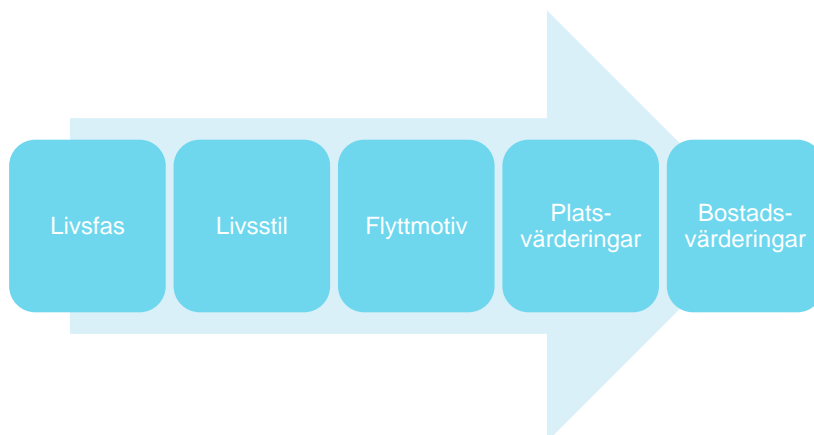 Livsfas
Livsstil
Flyttmotiv
Plats-
värderingar
Bostads-
värderingar